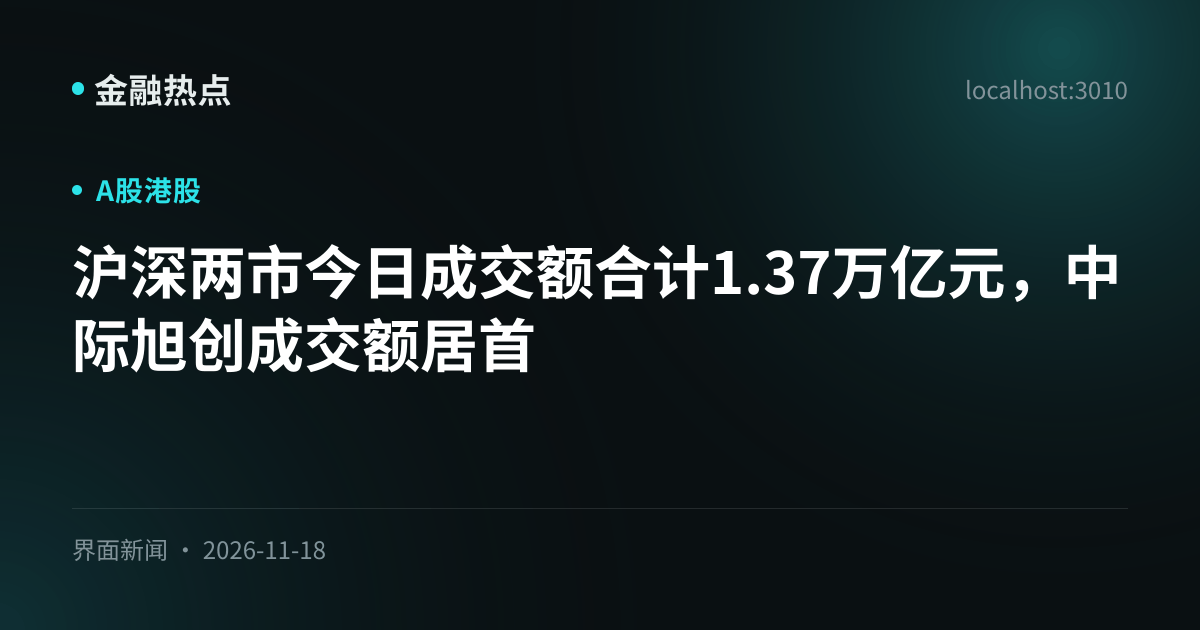 金融热点
localhost:3010
A股港股
沪深两市今日成交额合计1.37万亿元，中
际旭创成交额居首
界面新闻 • 2026-11-18